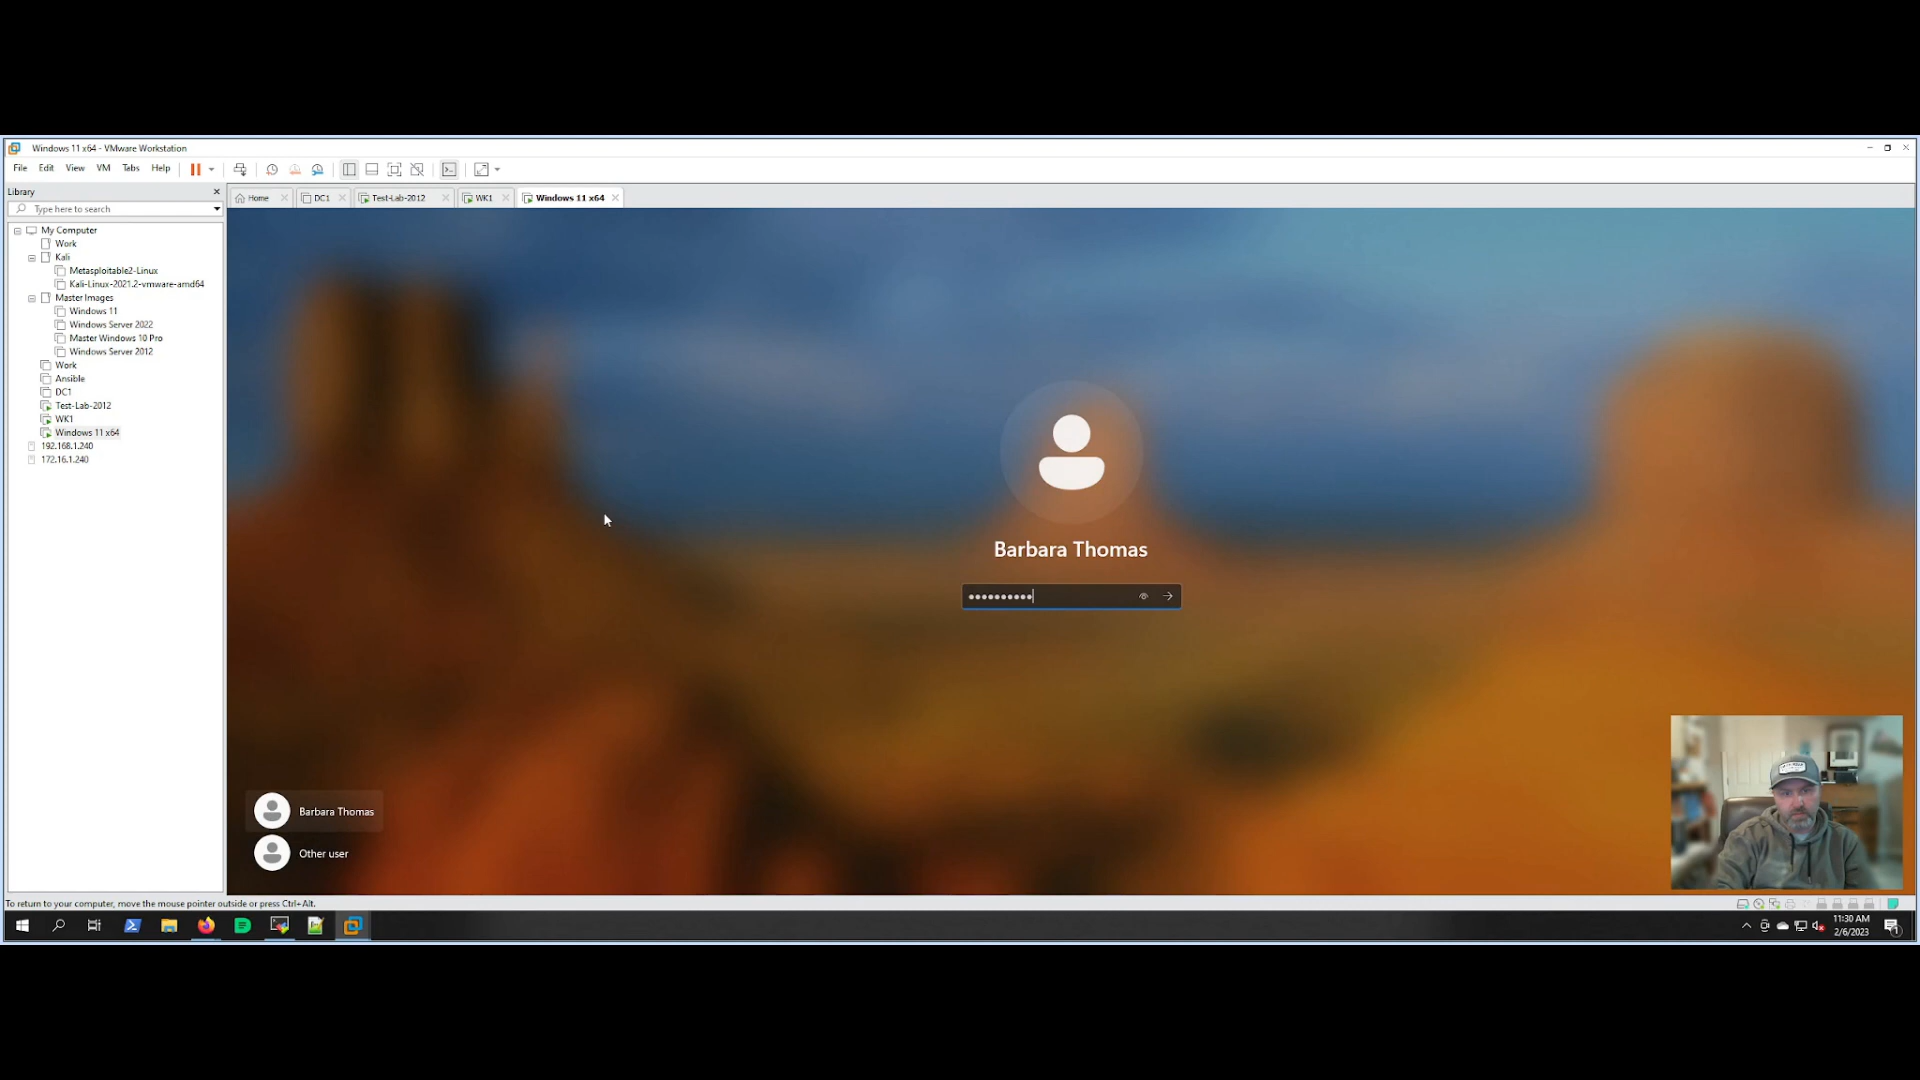 Windows 11 x64 - VMware Workstation
File Edit View VM Tabs Help
Library
Type here to search
Home DC1 Test-Lab-2012 WK1 Windows 11 x64
My Computer
Work
Kali
Metasploitable2-Linux
Kali-Linux-2021.2-vmware-amd64
Master Images
Windows 11
Windows Server 2022
Master Windows 10 Pro
Windows Server 2012
Work
Ansible
DC1
Test-Lab-2012
WK1
Windows 11 x64
192.168.1.240
172.16.1.240
Barbara Thomas
Barbara Thomas
Other user
To return to your computer, move the mouse pointer outside or press Ctrl+Alt.
11:30 AM
2/6/2023
1